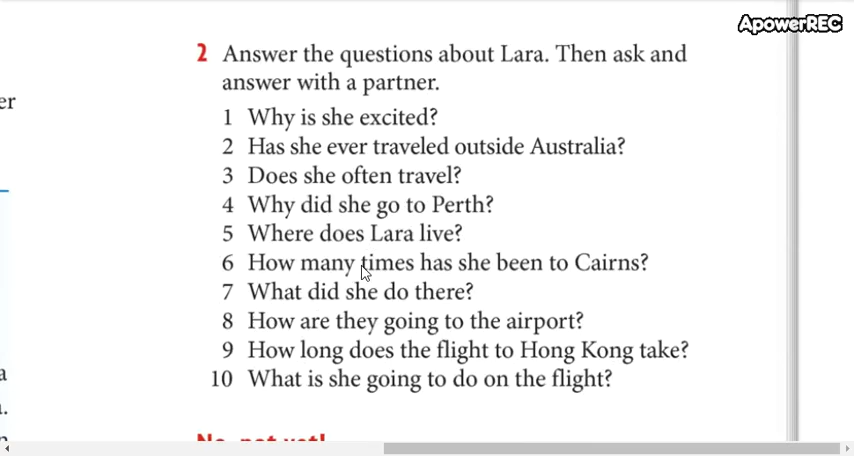 ApowerREC
2 Answer the questions about Lara. Then ask and
answer with a partner.
er
1 Why is she excited?
2 Has she ever traveled outside Australia?
3 Does she often travel?
4 Why did she go to Perth?
5 Where does Lara live?
6 How many times has she been to Cairns?
7 What did she do there?
8 How are they going to the airport?
9 How long does the flight to Hong Kong take?
a
10 What is she going to do on the flight?
No, not yet!